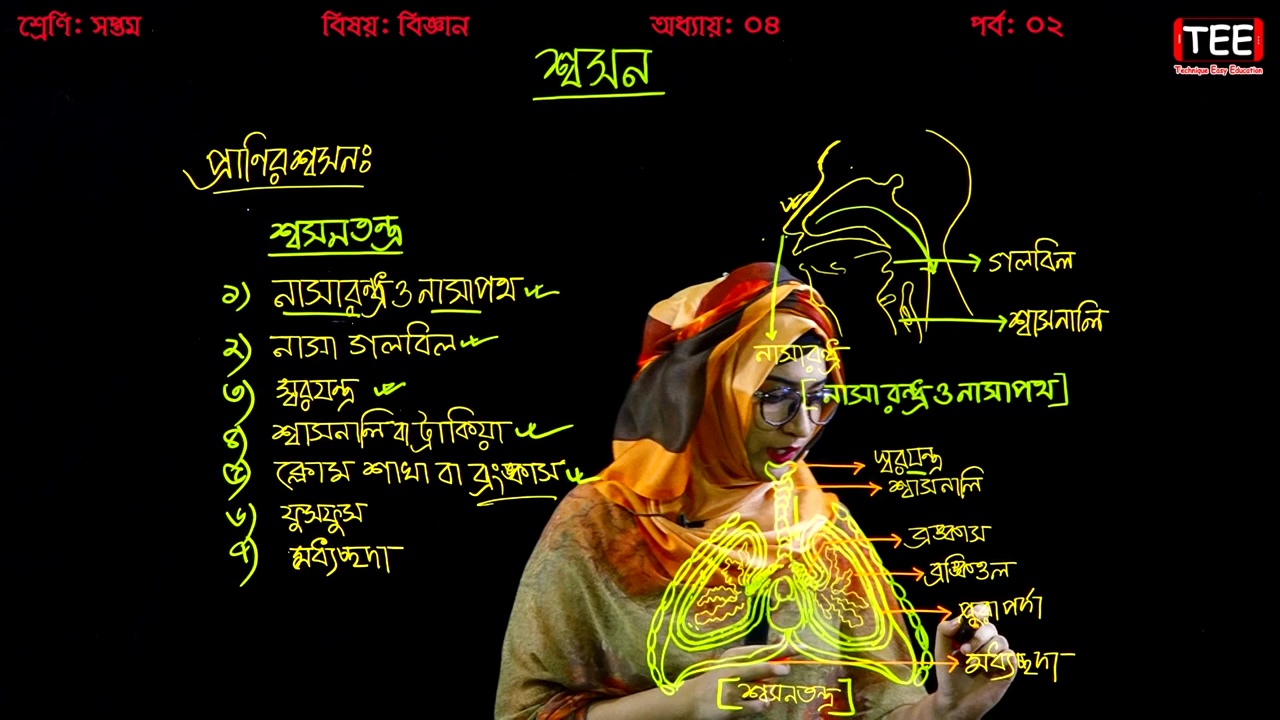 শ্রেণি: সপ্তম
বিষয়: বিজ্ঞান
অধ্যায়: ০৪
পর্ব: ০২
TEE
Technique Easy Education
শ্বসন
প্রাণির শ্বসনঃ
শ্বসনতন্ত্র
১) নাসারন্ধ্র ও নাসাপথ
২) নাসা গলবিল
৩) স্বরযন্ত্র
৪) শ্বাসনালি বা ট্রাকিয়া
৫) ক্লোম শাখা বা ব্রংঙ্কাস
৬) ফুসফুস
৭) মধ্যচ্ছদা
গলবিল
শ্বাসনালি
নাসারন্ধ্র
[নাসারন্ধ্র ও নাসাপথ]
স্বরযন্ত্র
শ্বাসনালি
ব্রঙ্কাস
ব্রঙ্কিওল
পর্দা
মধ্যচ্ছদা
[শ্বসনতন্ত্র]